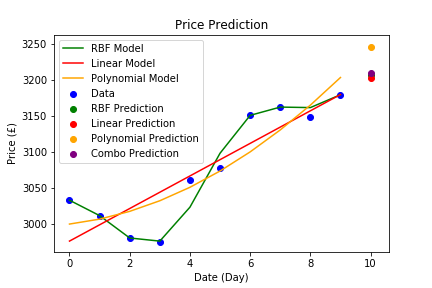 Price Prediction
3250
3200
3150
3100
3050
3000
Price (£)
RBF Model
Linear Model
Polynomial Model
Data
RBF Prediction
Linear Prediction
Polynomial Prediction
Combo Prediction
0 2 4 6 8 10
Date (Day)